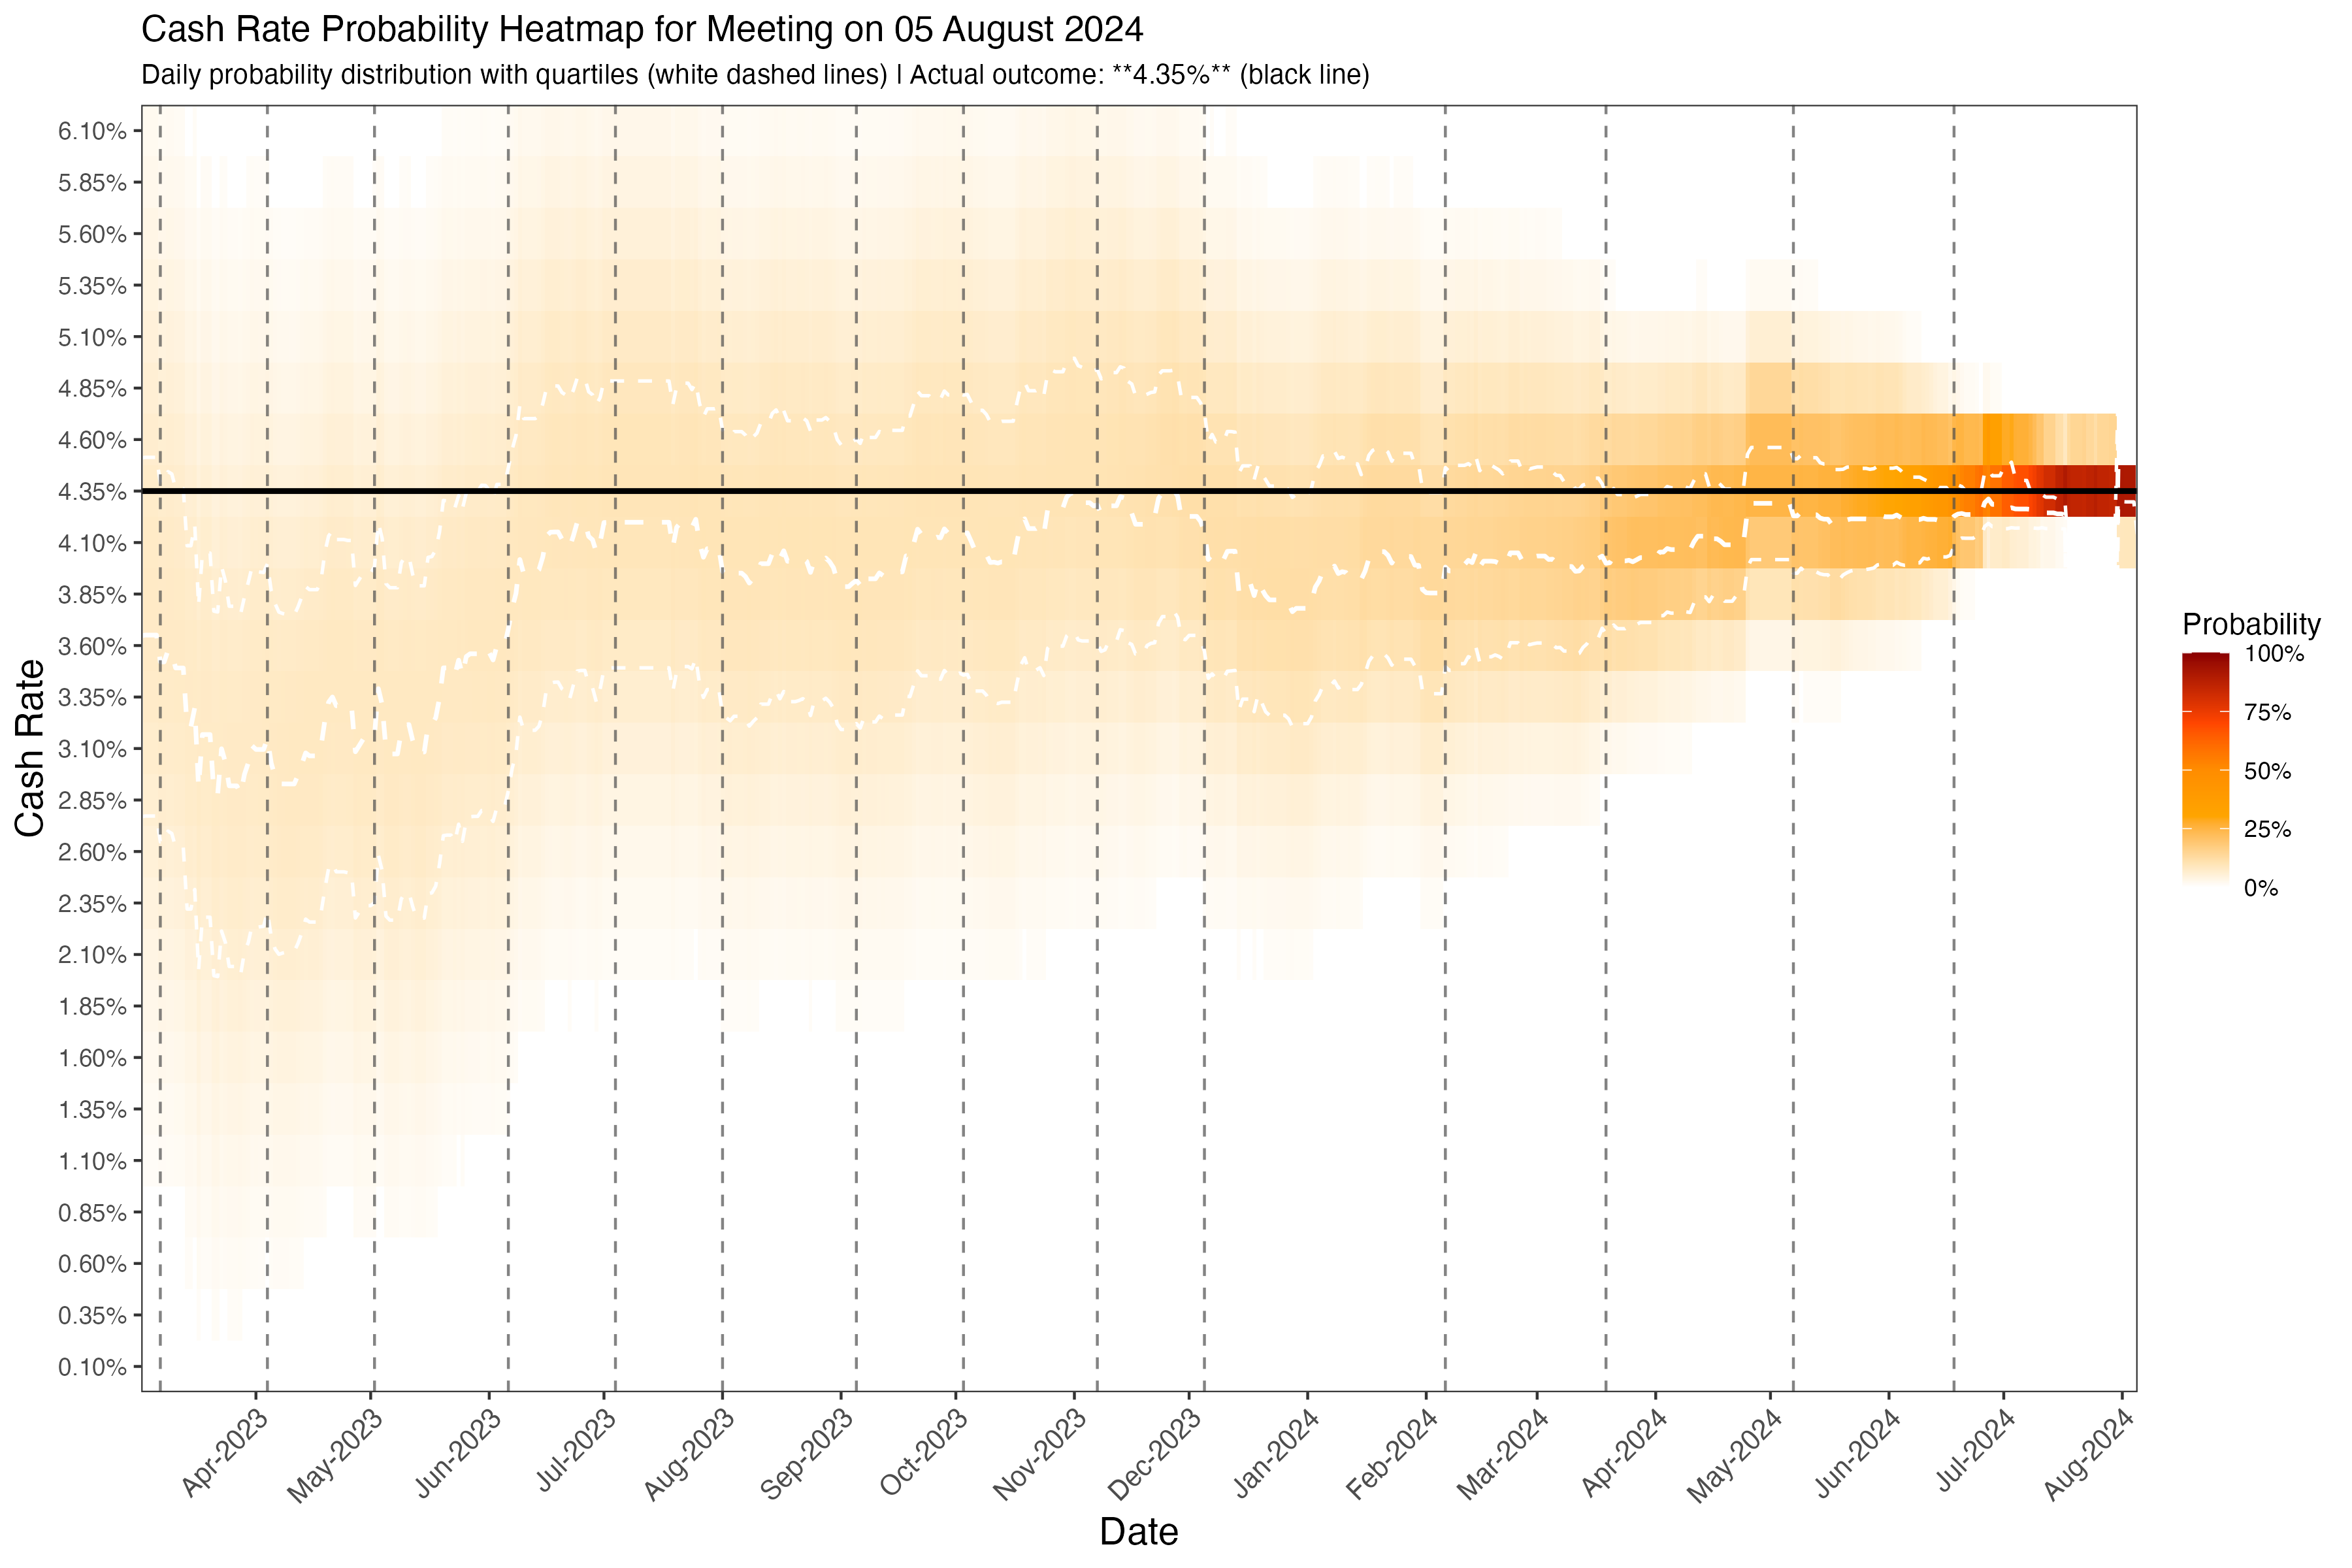 Cash Rate Probability Heatmap for Meeting on 05 August 2024
Daily probability distribution with quartiles (white dashed lines) | Actual outcome: **4.35%** (black line)
6.10%
5.85%
5.60%
5.35%
5.10%
4.85%
4.60%
4.35%
4.10%
3.85%
3.60%
3.35%
3.10%
2.85%
2.60%
2.35%
2.10%
1.85%
1.60%
1.35%
1.10%
0.85%
0.60%
0.35%
0.10%
Cash Rate
Apr-2023
May-2023
Jun-2023
Jul-2023
Aug-2023
Sep-2023
Oct-2023
Nov-2023
Dec-2023
Jan-2024
Feb-2024
Mar-2024
Apr-2024
May-2024
Jun-2024
Jul-2024
Aug-2024
Date
Probability
100%
75%
50%
25%
0%